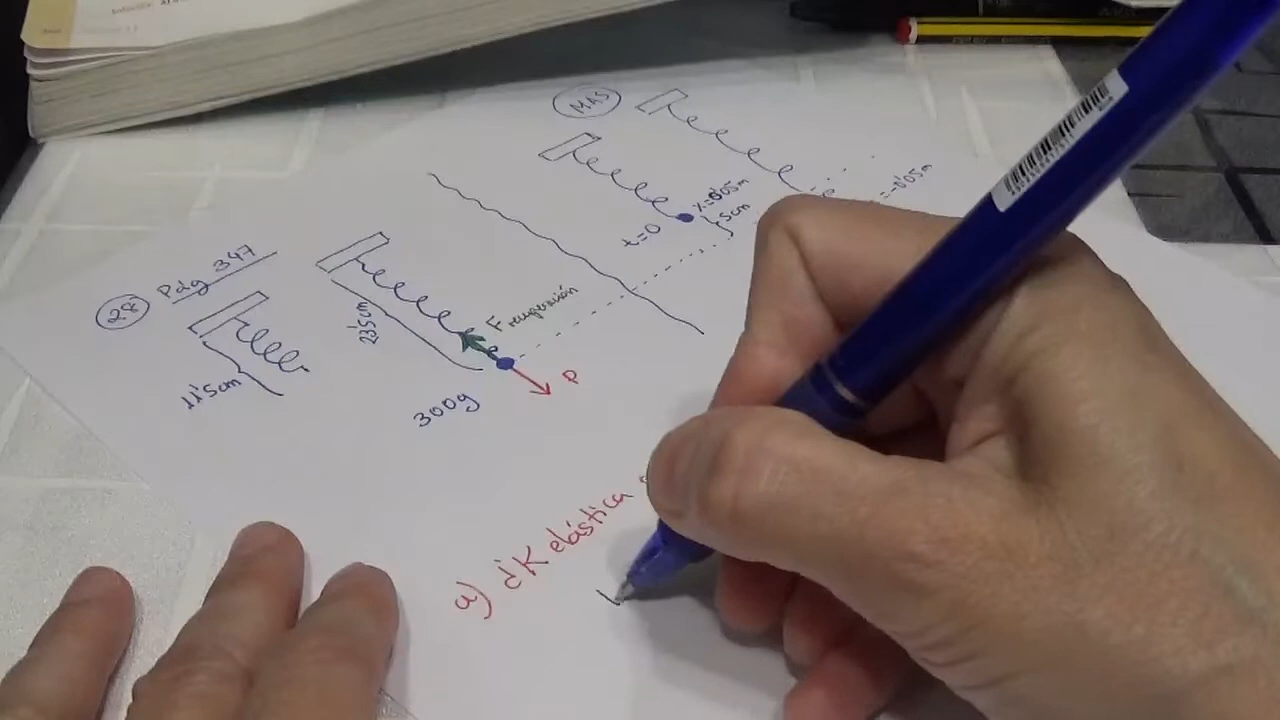 28 Pág 347
11'5cm
23'5cm
300g
F recuperación
P
MAS
t=0
x=0'05m
5cm
-0'05m
a) ¿K elástica